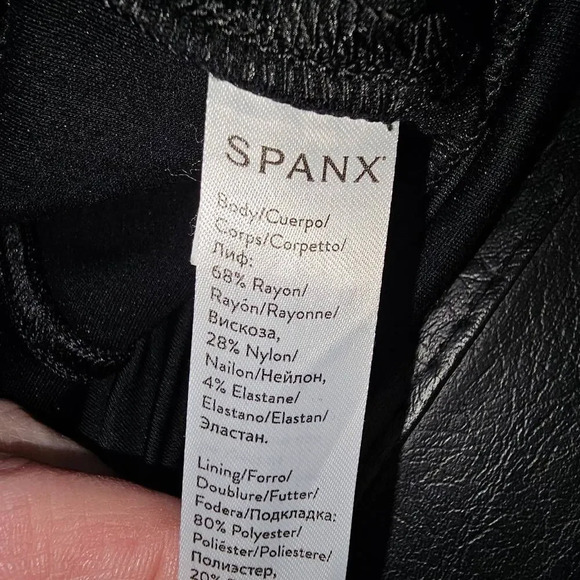 SPANX
Body/Cuerpo/
Corps/Corpetto/
Лиф:
68% Rayon/
Rayón/Rayonne/
Вискоза,
28% Nylon/
Nailon/Нейлон,
4% Elastane/
Elastano/Elastan/
Эластан.
Lining/Forro/
Doublure/Futter/
Fodera/Подкладка:
80% Polyester/
Poliéster/Poliestere/
Полиэстер,
20%